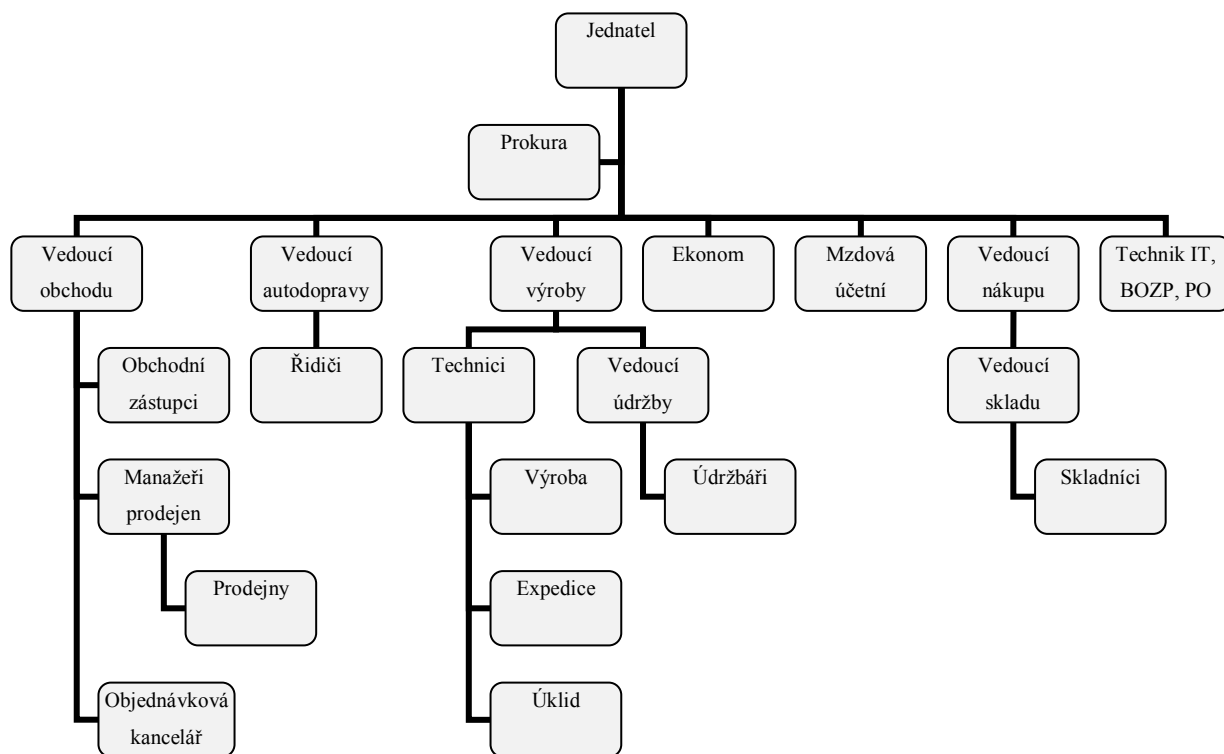 Jednatel
Prokura
Vedoucí
obchodu
Vedoucí
autodopravy
Vedoucí
výroby
Ekonom
Mzdová
účetní
Vedoucí
nákupu
Technik IT,
BOZP, PO
Obchodní
zástupci
Řidiči
Technici
Vedoucí
údržby
Vedoucí
skladu
Manažeři
prodejen
Výroba
Údržbáři
Skladníci
Prodejny
Expedice
Objednávková
kancelář
Úklid